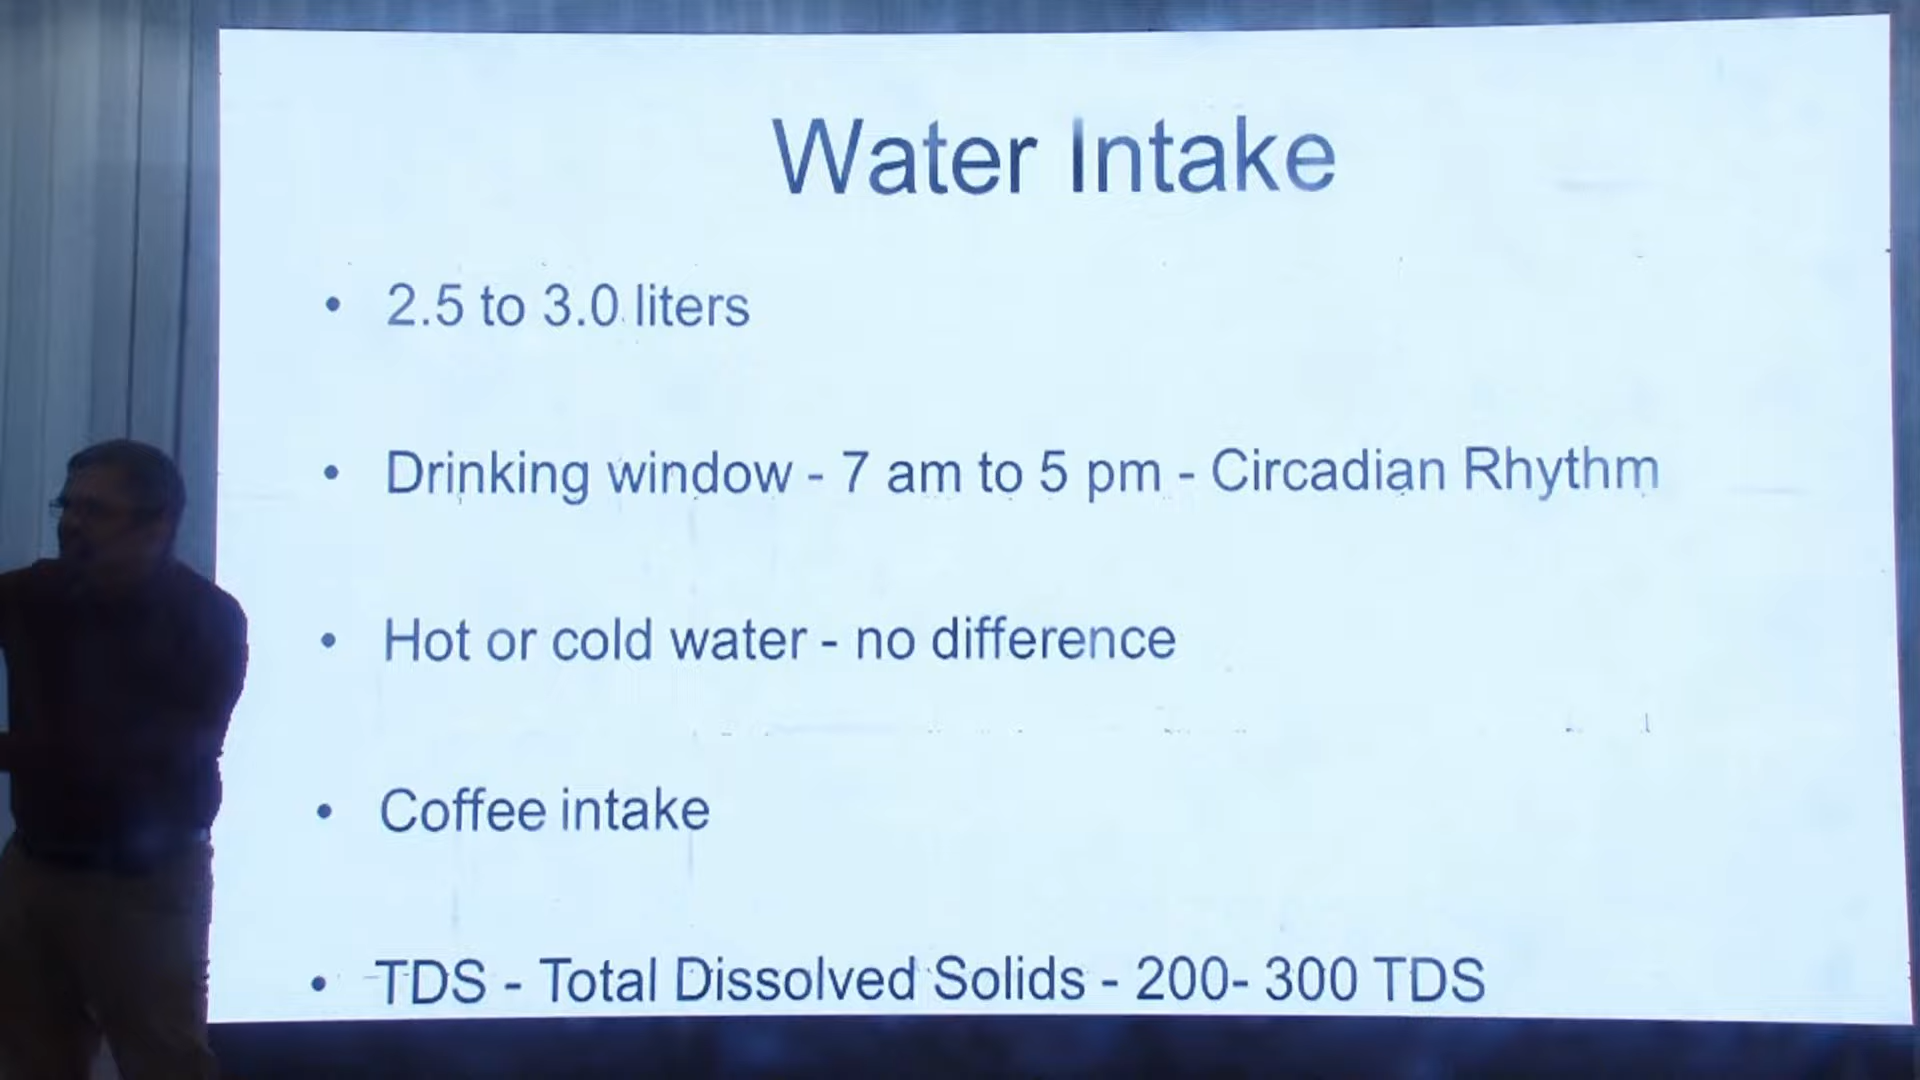 Water Intake
• 2.5 to 3.0 liters
• Drinking window - 7 am to 5 pm - Circadian Rhythm
• Hot or cold water - no difference
• Coffee intake
• TDS - Total Dissolved Solids - 200- 300 TDS